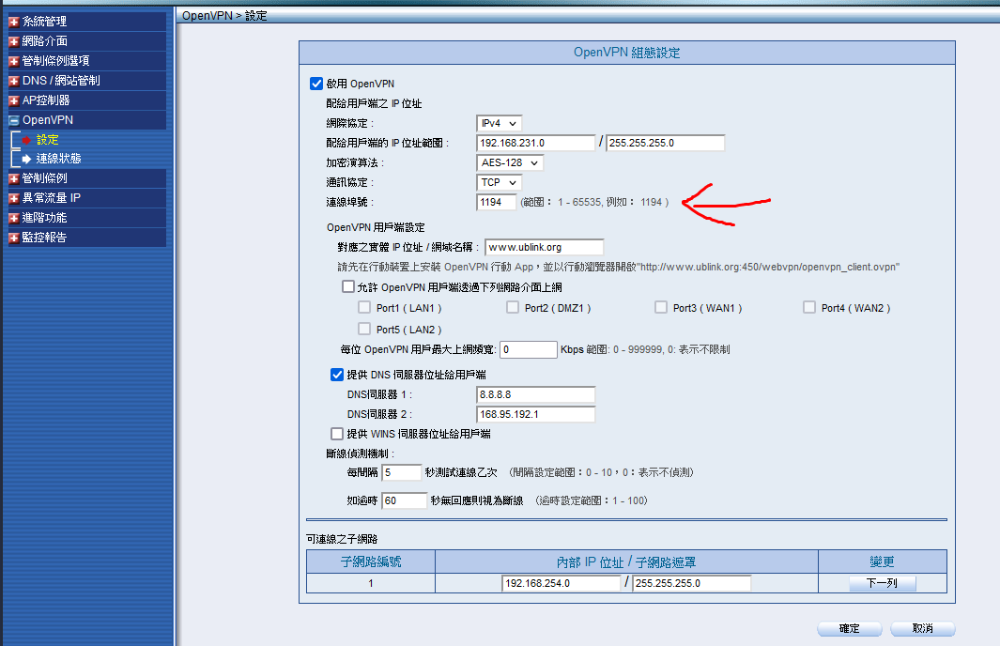 OpenVPN > 設定
系統管理
網路介面
管制條例選項
DNS / 網站管制
AP控制器
OpenVPN
設定
連線狀態
管制條例
異常流量 IP
進階功能
監控報告
OpenVPN 組態設定
啟用 OpenVPN
配給用戶端之 IP 位址
網際協定 : IPv4
配給用戶端的 IP 位址範圍 : 192.168.231.0 / 255.255.255.0
加密演算法 : AES-128
通訊協定 : TCP
連線埠號 : 1194 (範圍： 1 - 65535, 例如： 1194 )
OpenVPN 用戶端設定
對應之實體 IP 位址 / 網域名稱 : www.ublink.org
請先在行動裝置上安裝 OpenVPN 行動 App，並以行動瀏覽器開啟"http://www.ublink.org:450/webvpn/openvpn_client.ovpn"
允許 OpenVPN 用戶端透過下列網路介面上網
Port1 ( LAN1 ) Port2 ( DMZ1 ) Port3 ( WAN1 ) Port4 ( WAN2 )
Port5 ( LAN2 )
每位 OpenVPN 用戶最大上網頻寬: 0 Kbps 範圍: 0 - 999999, 0: 表示不限制
提供 DNS 伺服器位址給用戶端
DNS伺服器 1 : 8.8.8.8
DNS伺服器 2 : 168.95.192.1
提供 WINS 伺服器位址給用戶端
斷線偵測機制 :
每間隔 5 秒測試連線乙次 （間隔設定範圍：0 - 10，0：表示不偵測）
如逾時 60 秒無回應則視為斷線 （逾時設定範圍：1 - 100）
可連線之子網路
子網路編號 內部 IP 位址 / 子網路遮罩 變更
1 192.168.254.0 / 255.255.255.0 下一列
確定 取消